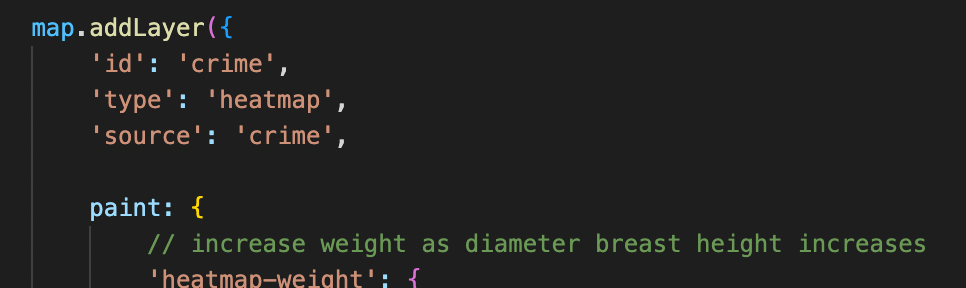 map.addLayer({
'id': 'crime',
'type': 'heatmap',
'source': 'crime',
paint: {
// increase weight as diameter breast height increases
'heatmap-weight': {